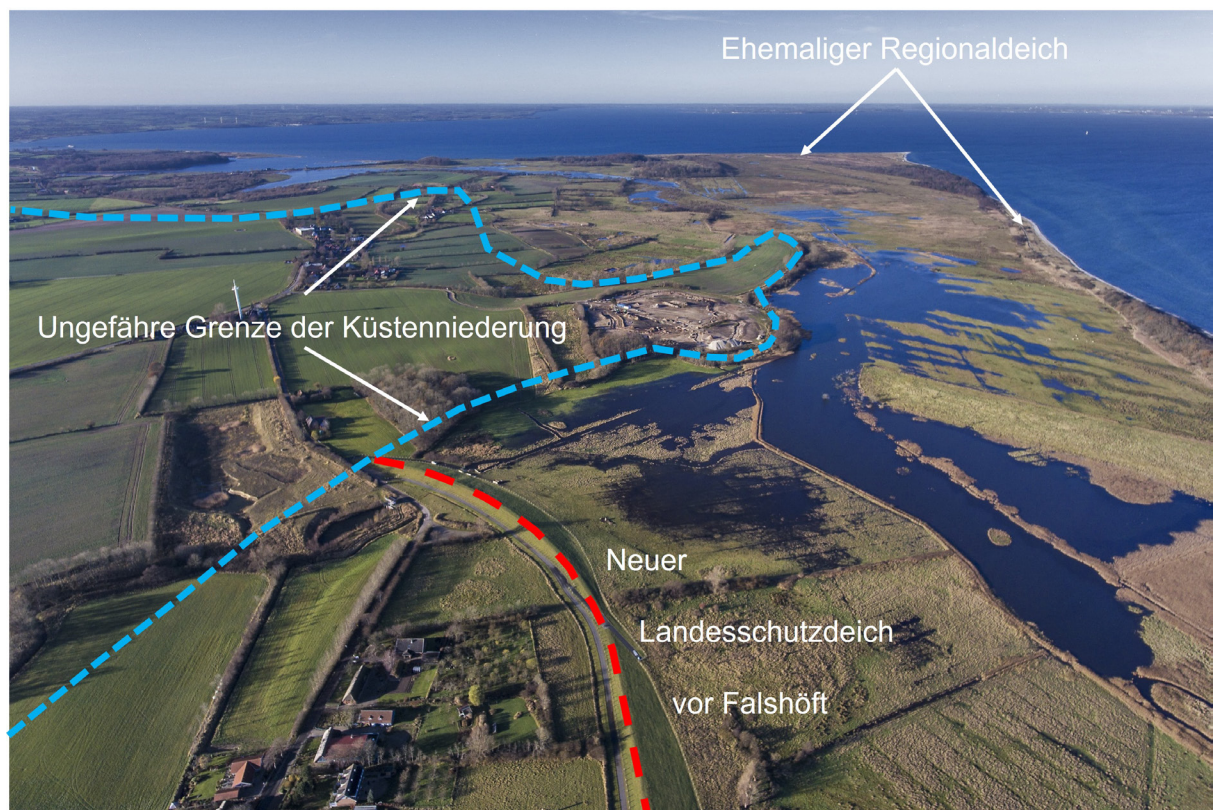 Ehemaliger Regionaldeich
Ungefähre Grenze der Küstenniederung
Neuer
Landesschutzdeich
vor Falshöft